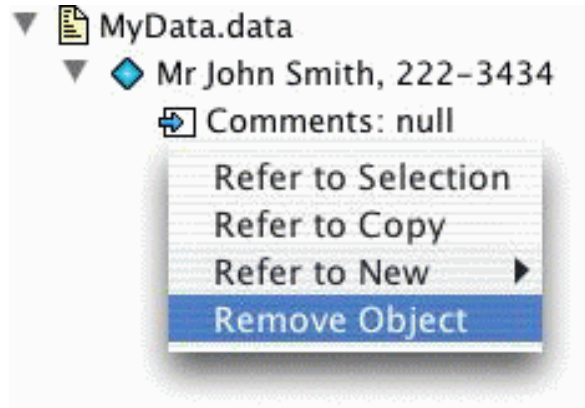 MyData.data
Mr John Smith, 222-3434
Comments: null
Refer to Selection
Refer to Copy
Refer to New
Remove Object